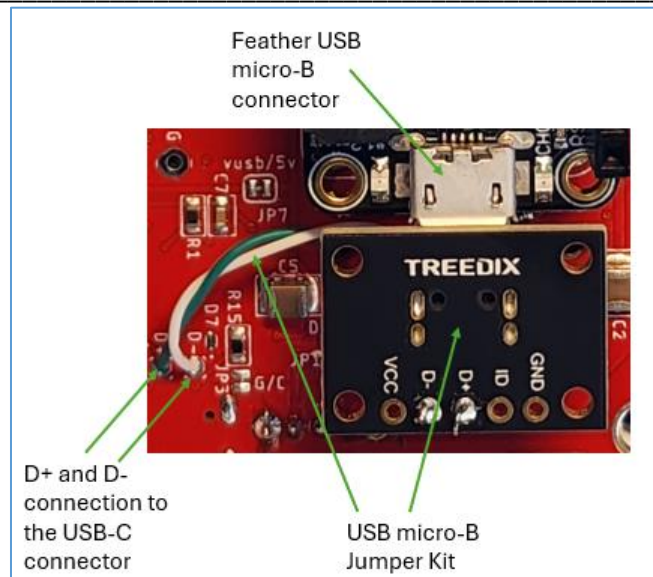 Feather USB
micro-B
connector
G
vusb/5v
C7
JP7
R1
TREEDIX
C5
R15
D7
D
D-
JP1
JP3
G/C
C2
VCC
D-
D+
ID
GND
D+ and D-
connection to
the USB-C
connector
USB micro-B
Jumper Kit